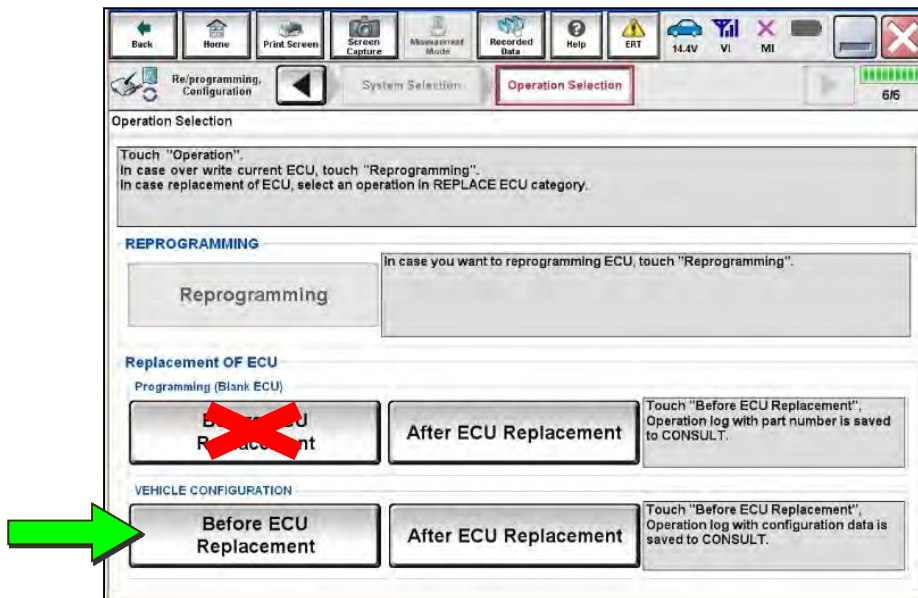 Back
Home
Print Screen
Screen Capture
Measurement Mode
Recorded Data
Help
ERT
14.4V
VI
MI
Re/programming, Configuration
System Selection
Operation Selection
6/6
Operation Selection
Touch "Operation".
In case over write current ECU, touch "Reprogramming".
In case replacement of ECU, select an operation in REPLACE ECU category.
REPROGRAMMING
Reprogramming
In case you want to reprogramming ECU, touch "Reprogramming".
Replacement OF ECU
Programming (Blank ECU)
After ECU Replacement
Touch "Before ECU Replacement",
Operation log with part number is saved
to CONSULT.
VEHICLE CONFIGURATION
Before ECU
Replacement
After ECU Replacement
Touch "Before ECU Replacement",
Operation log with configuration data is
saved to CONSULT.